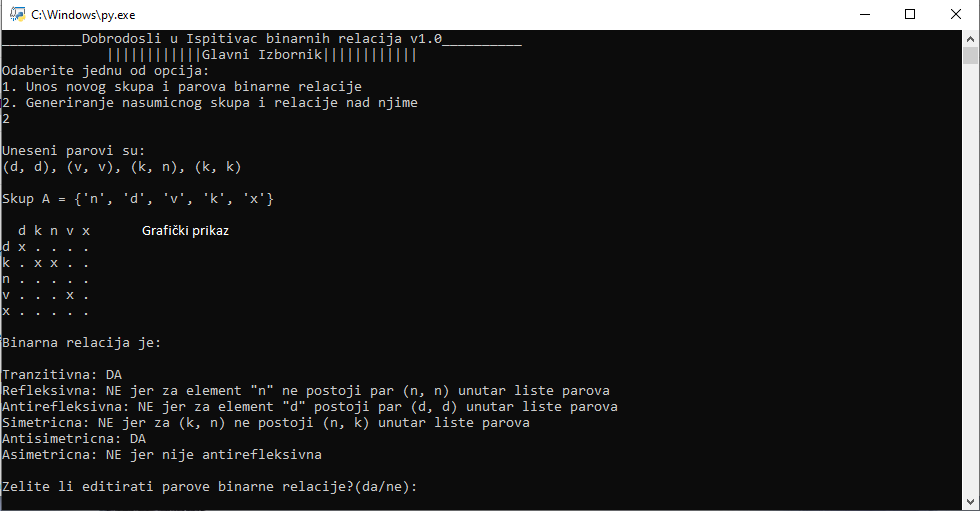 C:\Windows\py.exe
__________Dobrodosli u Ispitivac binarnih relacija v1.0__________
||||||||||||Glavni Izbornik||||||||||||
Odaberite jednu od opcija:
1. Unos novog skupa i parova binarne relacije
2. Generiranje nasumicnog skupa i relacije nad njime
2
Uneseni parovi su:
(d, d), (v, v), (k, n), (k, k)
Skup A = {'n', 'd', 'v', 'k', 'x'}
d k n v x Grafički prikaz
d x . . . .
k . x x . .
n . . . . .
v . . . x .
x . . . . .
Binarna relacija je:
Tranzitivna: DA
Refleksivna: NE jer za element "n" ne postoji par (n, n) unutar liste parova
Antirefleksivna: NE jer za element "d" postoji par (d, d) unutar liste parova
Simetricna: NE jer za (k, n) ne postoji (n, k) unutar liste parova
Antisimetricna: DA
Asimetricna: NE jer nije antirefleksivna
Zelite li editirati parove binarne relacije?(da/ne):